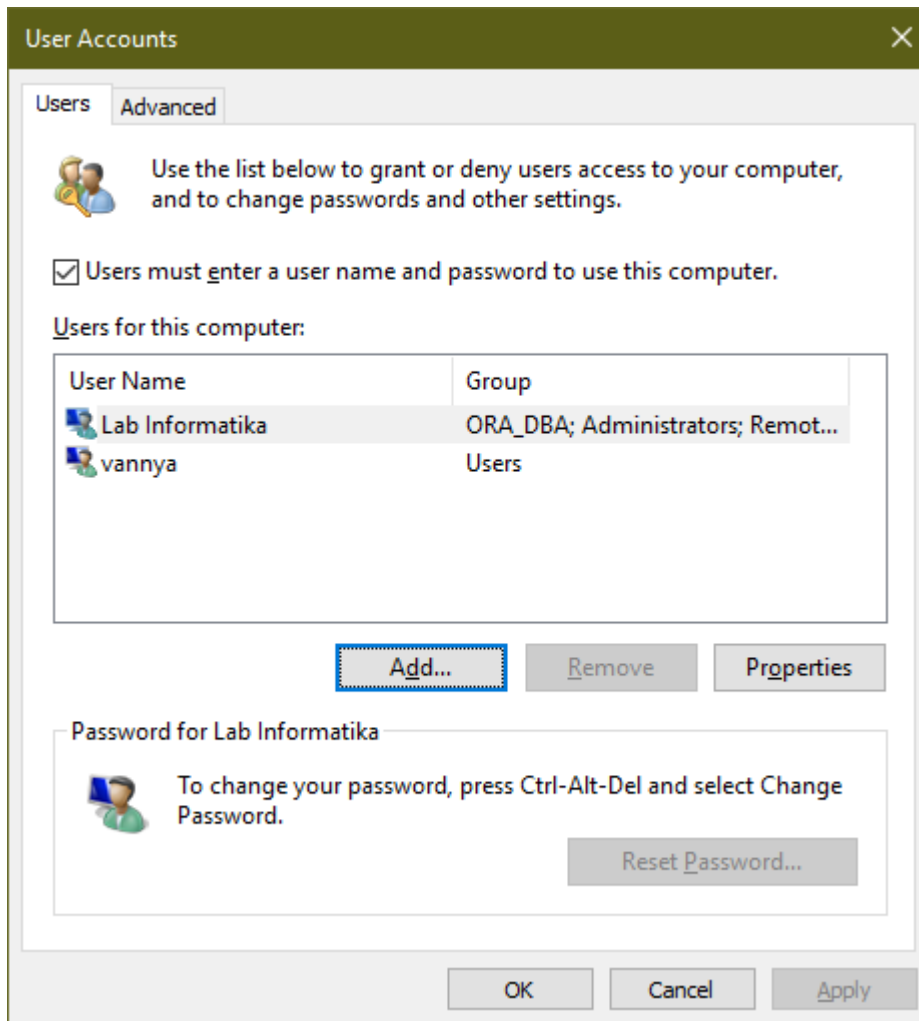 User Accounts
Users
Advanced
Use the list below to grant or deny users access to your computer,
and to change passwords and other settings.
Users must enter a user name and password to use this computer.
Users for this computer:
User Name Group
Lab Informatika ORA_DBA; Administrators; Remot...
vannya Users
Add... Remove Properties
Password for Lab Informatika
To change your password, press Ctrl-Alt-Del and select Change
Password.
Reset Password...
OK Cancel Apply